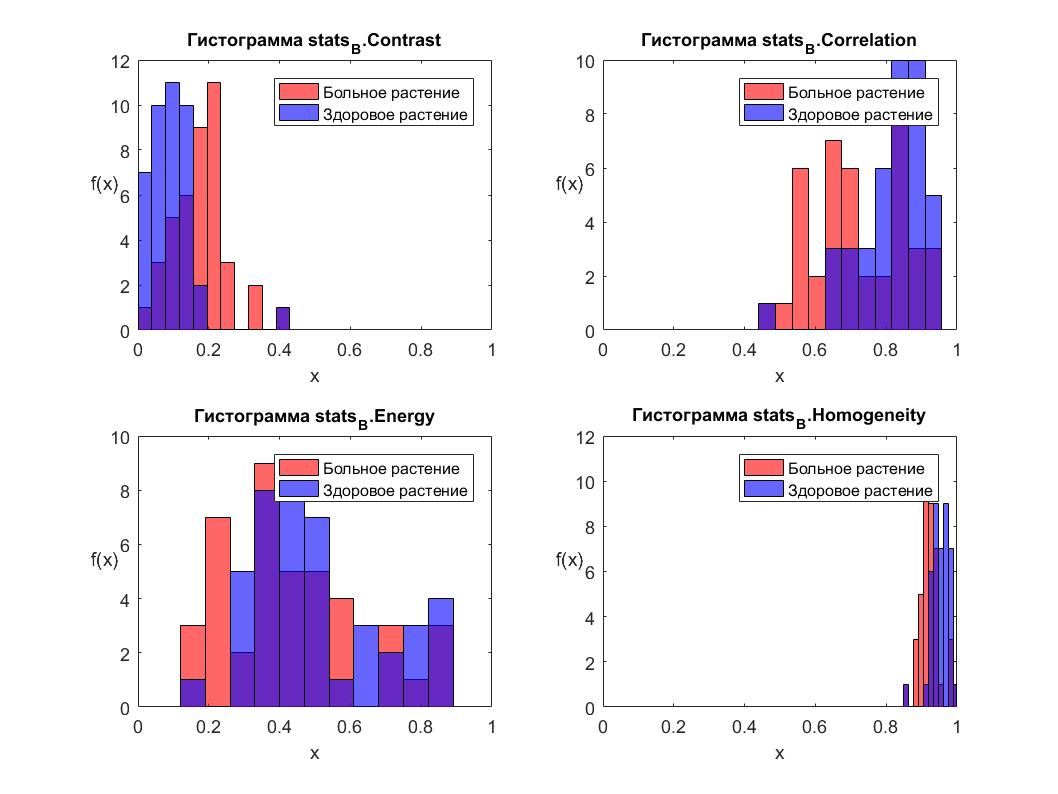 Гистограмма stats_B.Contrast
12
10
8
6
4
2
0
f(x)
Больное растение
Здоровое растение
0 0.2 0.4 0.6 0.8 1
x
Гистограмма stats_B.Correlation
10
8
6
4
2
0
f(x)
Больное растение
Здоровое растение
0 0.2 0.4 0.6 0.8 1
x
Гистограмма stats_B.Energy
10
8
6
4
2
0
f(x)
Больное растение
Здоровое растение
0 0.2 0.4 0.6 0.8 1
x
Гистограмма stats_B.Homogeneity
12
10
8
6
4
2
0
f(x)
Больное растение
Здоровое растение
0 0.2 0.4 0.6 0.8 1
x